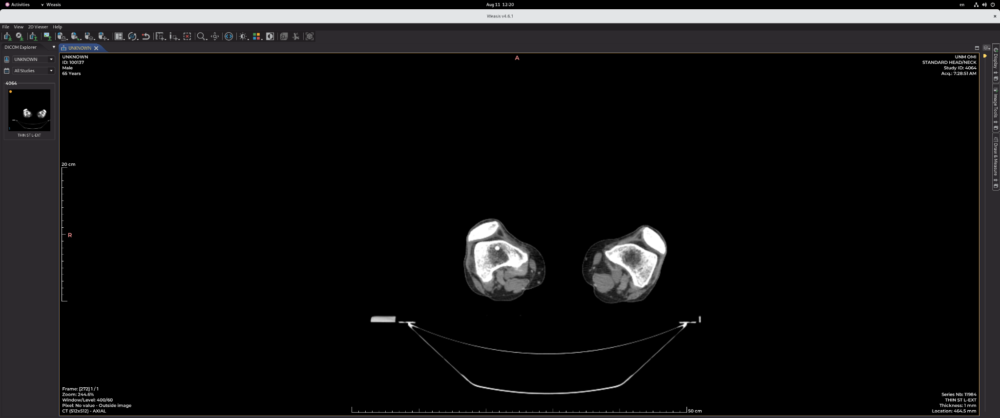 Activities
Weasis
Aug 11 12:20
en
Weasis v4.6.1
File View 2D Viewer Help
DICOM Explorer
UNKNOWN
All Studies
4064
1
THIN ST L-EXT
UNKNOWN
UNKNOWN
ID: 100137
Male
65 Years
A
UNM OMI
STANDARD HEAD/NECK
Study ID: 4064
Acq.: 7:28:51 AM
20 cm
R
Frame: [272] 1 / 1
Zoom: 244.6%
Window/Level: 400/60
Pixel: No value - Outside image
CT (512x512) - AXIAL
50 cm
Series Nb: 11984
THIN ST L-EXT
Thickness: 1 mm
Location: 464.5 mm
Display
Image Tools
Draw & Measure